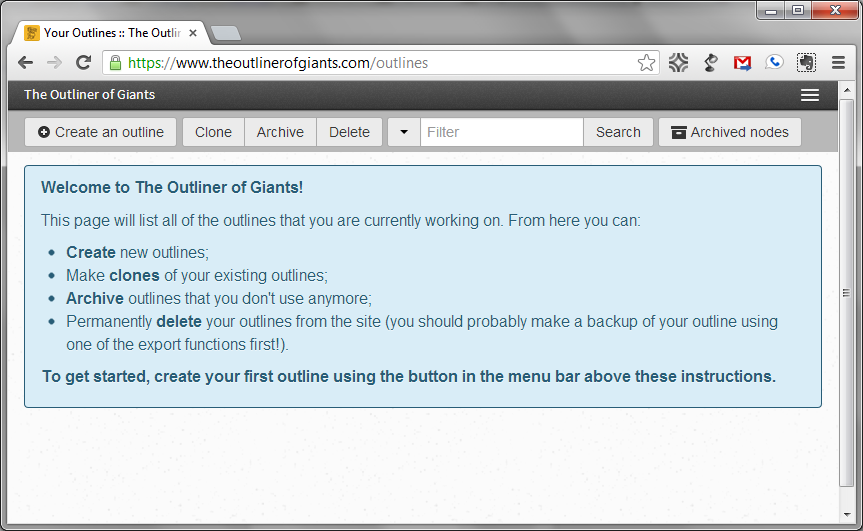 Your Outlines :: The Outlin
https://www.theoutlinerofgiants.com/outlines
The Outliner of Giants
Create an outline Clone Archive Delete Filter Search Archived nodes
Welcome to The Outliner of Giants!
This page will list all of the outlines that you are currently working on. From here you can:
Create new outlines;
Make clones of your existing outlines;
Archive outlines that you don't use anymore;
Permanently delete your outlines from the site (you should probably make a backup of your outline using
one of the export functions first!).
To get started, create your first outline using the button in the menu bar above these instructions.